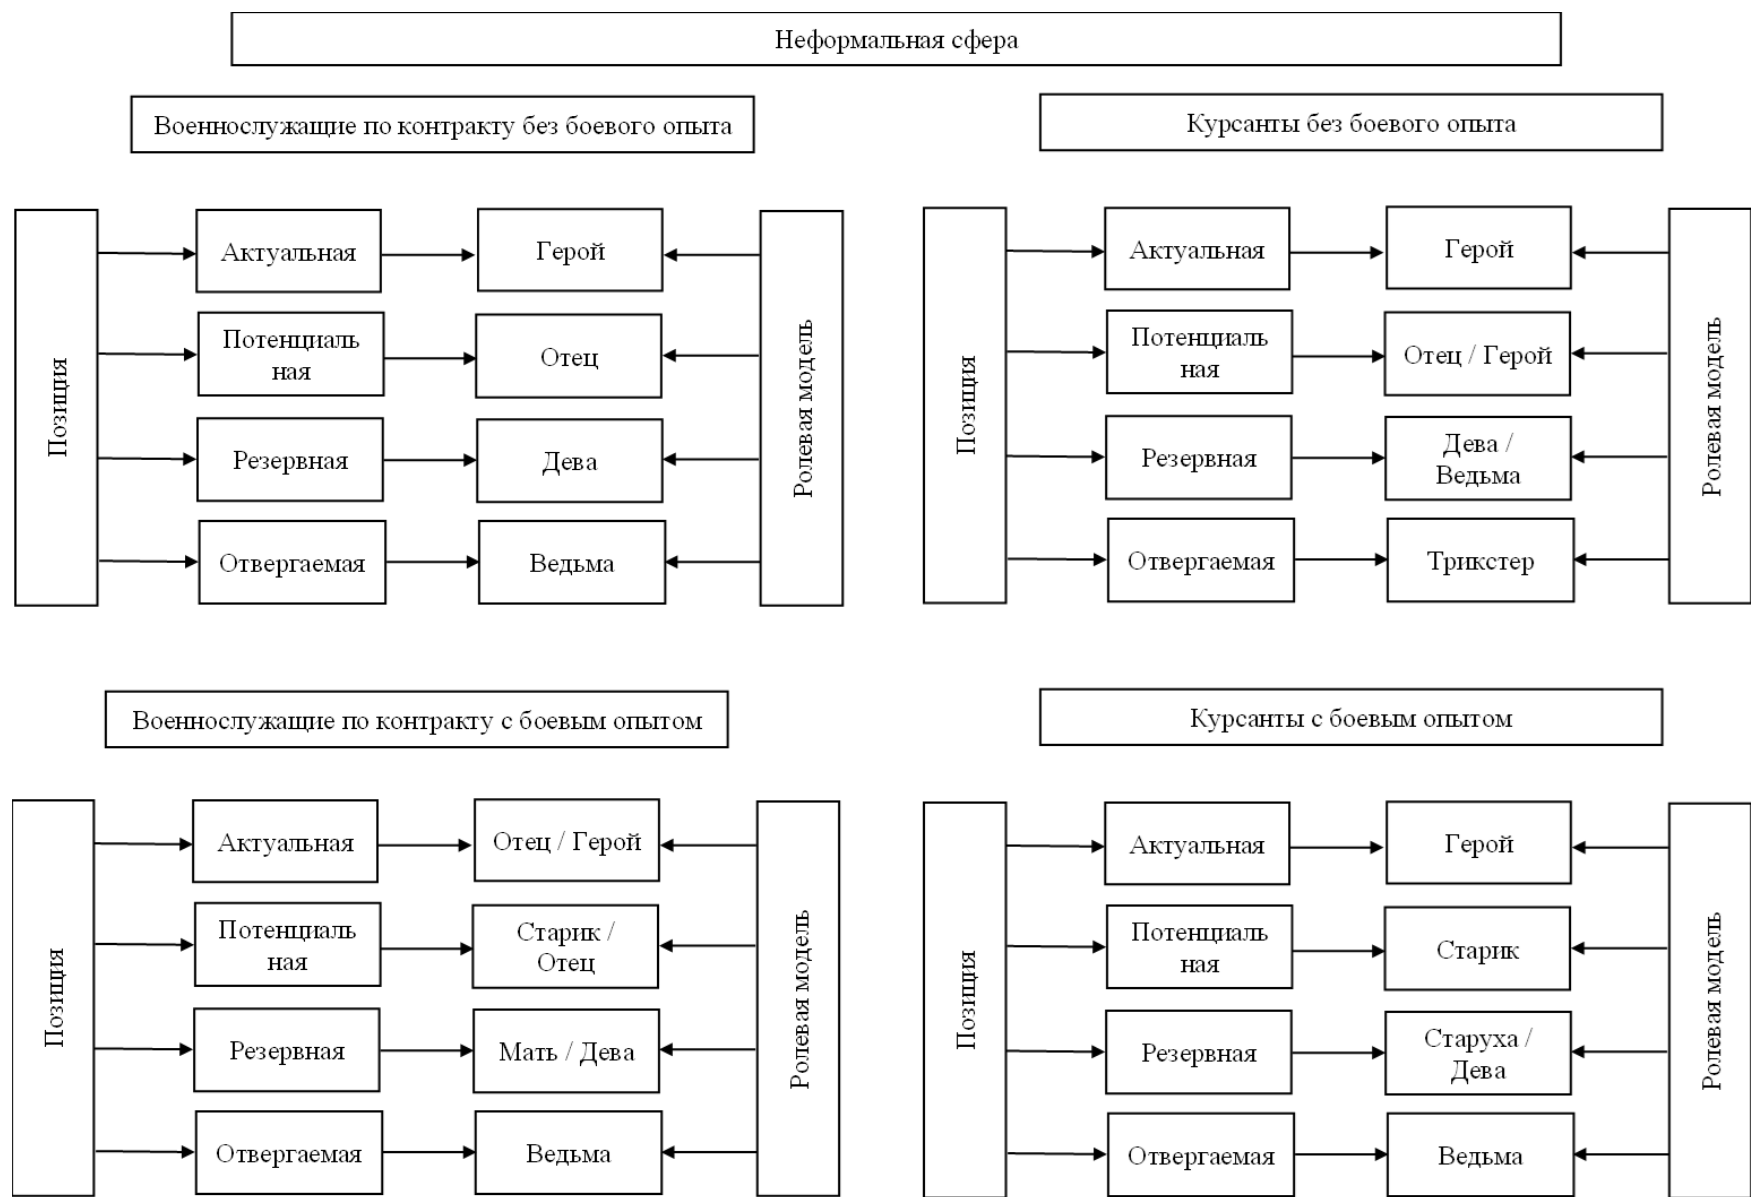 Неформальная сфера
Военнослужащие по контракту без боевого опыта
Позиция
Актуальная
Герой
Потенциаль
ная
Отец
Резервная
Дева
Отвергаемая
Ведьма
Ролевая модель
Курсанты без боевого опыта
Позиция
Актуальная
Герой
Потенциаль
ная
Отец / Герой
Резервная
Дева /
Ведьма
Отвергаемая
Трикстер
Ролевая модель
Военнослужащие по контракту с боевым опытом
Позиция
Актуальная
Отец / Герой
Потенциаль
ная
Старик /
Отец
Резервная
Мать / Дева
Отвергаемая
Ведьма
Ролевая модель
Курсанты с боевым опытом
Позиция
Актуальная
Герой
Потенциаль
ная
Старик
Резервная
Старуха /
Дева
Отвергаемая
Ведьма
Ролевая модель